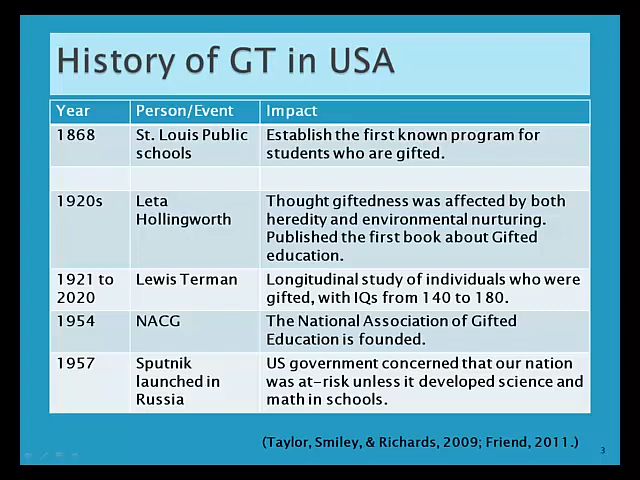 History of GT in USA
Year Person/Event Impact
1868 St. Louis Public Establish the first known program for
schools students who are gifted.
1920s Leta Thought giftedness was affected by both
Hollingworth heredity and environmental nurturing.
Published the first book about Gifted
education.
1921 to Lewis Terman Longitudinal study of individuals who were
2020 gifted, with IQs from 140 to 180.
1954 NACG The National Association of Gifted
Education is founded.
1957 Sputnik US government concerned that our nation
launched in was at-risk unless it developed science and
Russia math in schools.
(Taylor, Smiley, & Richards, 2009; Friend, 2011.)
3